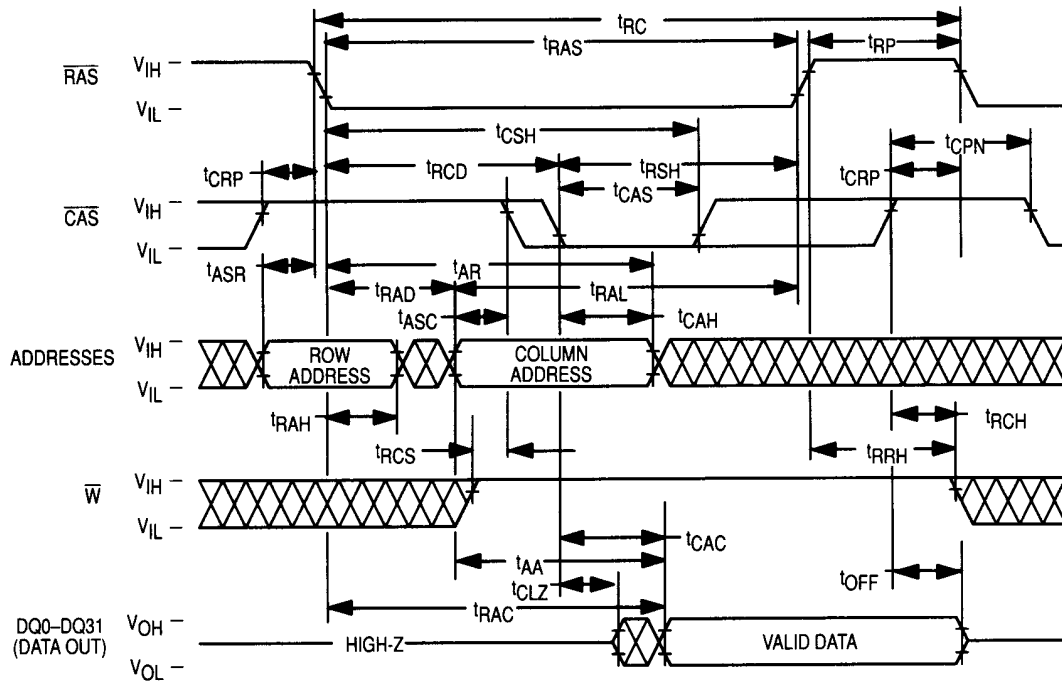 tRC
tRAS
tRP
RAS
VIH
VIL
tCSH
tCPN
tCRP
tRCD
tRSH
tCRP
tCAS
CAS
VIH
VIL
tASR
tAR
tRAD
tRAL
tASC
tCAH
ADDRESSES
VIH
VIL
ROW ADDRESS
COLUMN ADDRESS
tRAH
tRCH
tRCS
tRRH
W
VIH
VIL
tCAC
tAA
tOFF
tCLZ
tRAC
DQ0–DQ31
(DATA OUT)
VOH
VOL
HIGH-Z
VALID DATA